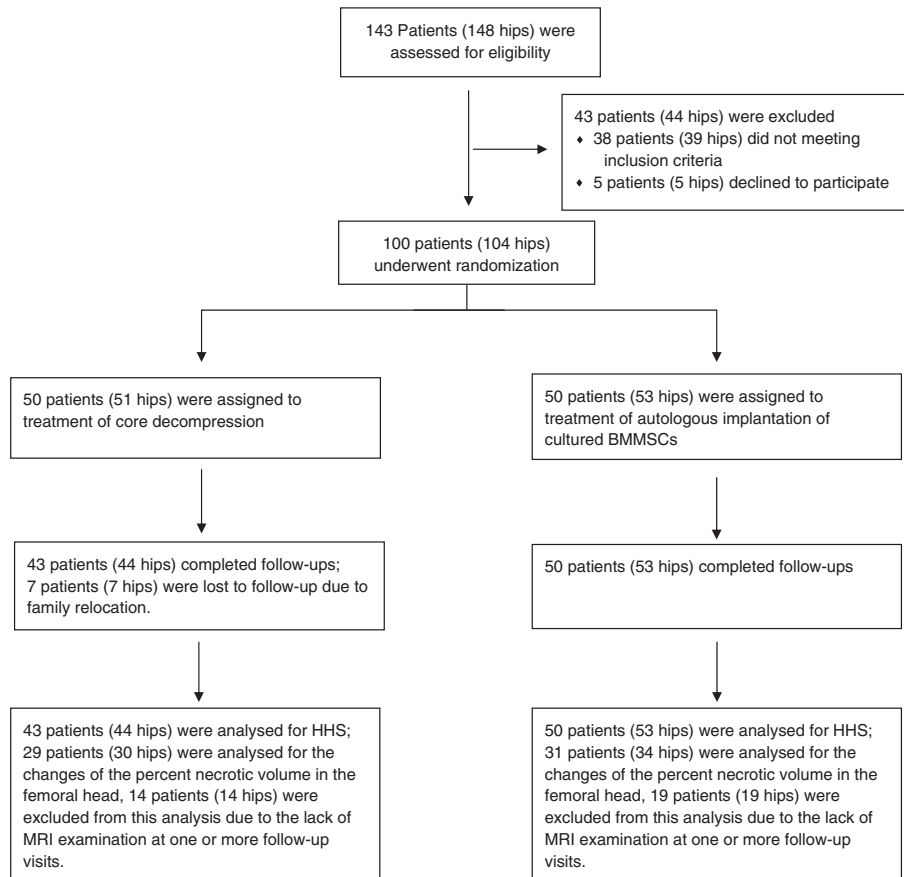 143 Patients (148 hips) were
assessed for eligibility
43 patients (44 hips) were excluded
♦ 38 patients (39 hips) did not meeting
inclusion criteria
♦ 5 patients (5 hips) declined to participate
100 patients (104 hips)
underwent randomization
50 patients (51 hips) were assigned to
treatment of core decompression
50 patients (53 hips) were assigned to
treatment of autologous implantation of
cultured BMMSCs
43 patients (44 hips) completed follow-ups;
7 patients (7 hips) were lost to follow-up due to
family relocation.
50 patients (53 hips) completed follow-ups
43 patients (44 hips) were analysed for HHS;
29 patients (30 hips) were analysed for the
changes of the percent necrotic volume in the
femoral head, 14 patients (14 hips) were
excluded from this analysis due to the lack of
MRI examination at one or more follow-up
visits.
50 patients (53 hips) were analysed for HHS;
31 patients (34 hips) were analysed for the
changes of the percent necrotic volume in the
femoral head, 19 patients (19 hips) were
excluded from this analysis due to the lack of
MRI examination at one or more follow-up
visits.